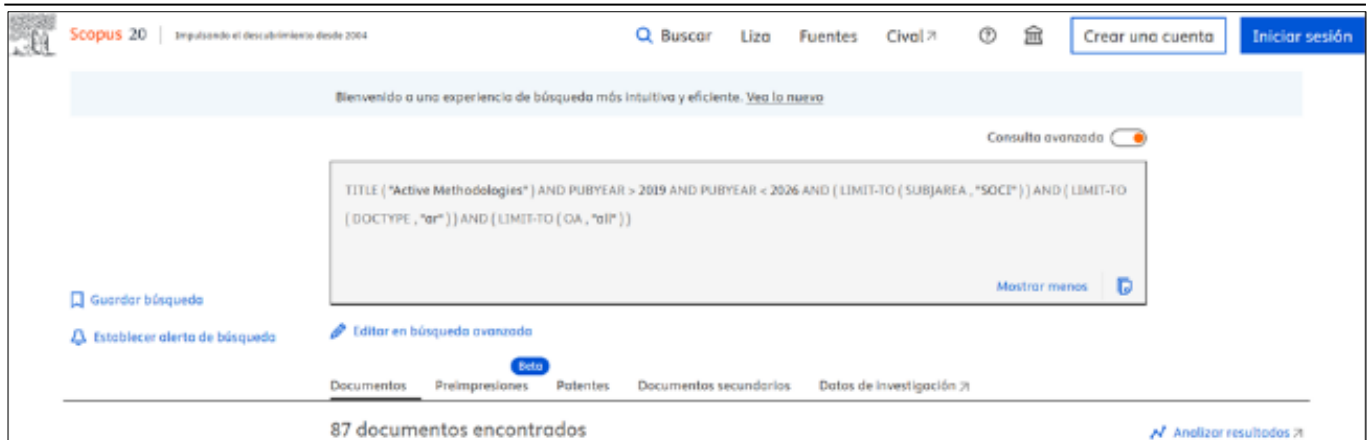 Scopus 20 Impulsando el descubrimiento desde 2004 Buscar Liza Fuentes Cival Crear una cuenta Iniciar sesión
Bienvenido a una experiencia de búsqueda más intuitiva y eficiente. Vea lo nuevo
Consulta avanzada
TITLE ( "Active Methodologies" ) AND PUBYEAR > 2019 AND PUBYEAR < 2026 AND ( LIMIT-TO ( SUBJAREA , "SOCI" ) ) AND ( LIMIT-TO
( DOCTYPE , "ar" ) ) AND ( LIMIT-TO ( OA , "all" ) )
Mostrar menos
Guardar búsqueda
Establecer alerta de búsqueda
Editar en búsqueda avanzada
Beta
Documentos Preimpresiones Patentes Documentos secundarios Datos de investigación
87 documentos encontrados
Analizar resultados